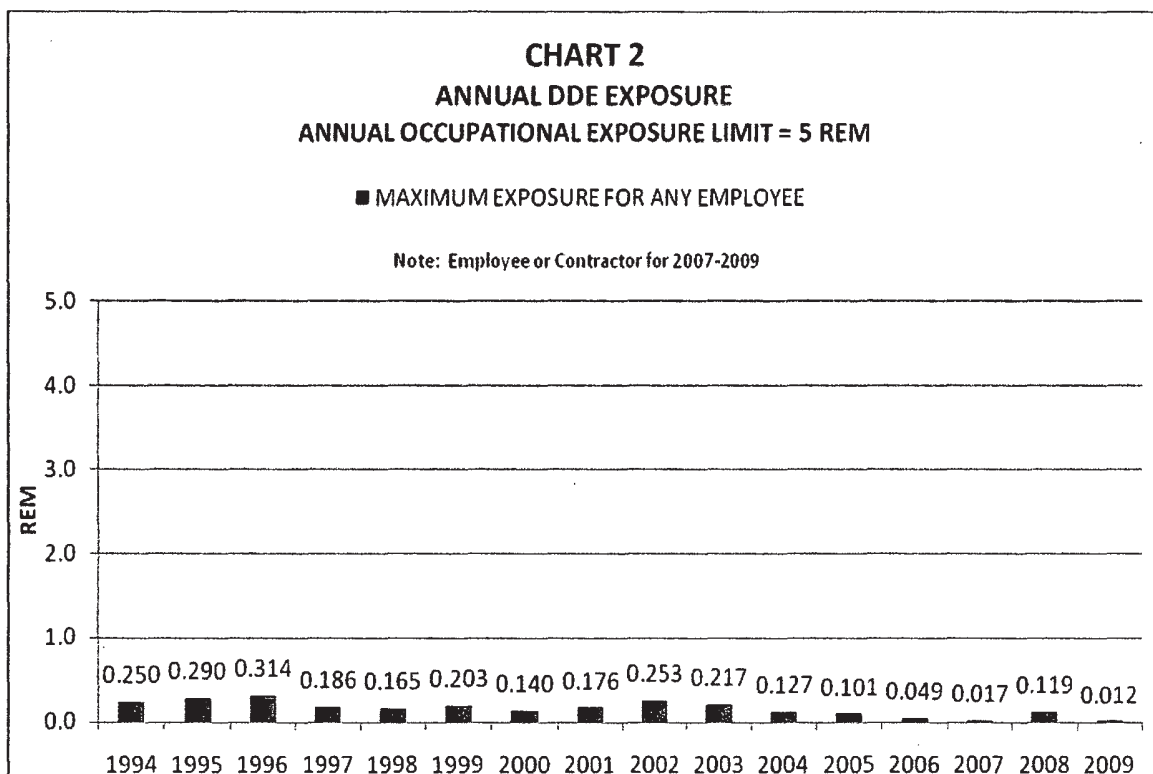 CHART 2
ANNUAL DDE EXPOSURE
ANNUAL OCCUPATIONAL EXPOSURE LIMIT = 5 REM
MAXIMUM EXPOSURE FOR ANY EMPLOYEE
Note: Employee or Contractor for 2007-2009
5.0
4.0
3.0
2.0
1.0
0.0
REM
0.250 0.290 0.314 0.186 0.165 0.203 0.140 0.176 0.253 0.217 0.127 0.101 0.049 0.017 0.119 0.012
1994 1995 1996 1997 1998 1999 2000 2001 2002 2003 2004 2005 2006 2007 2008 2009